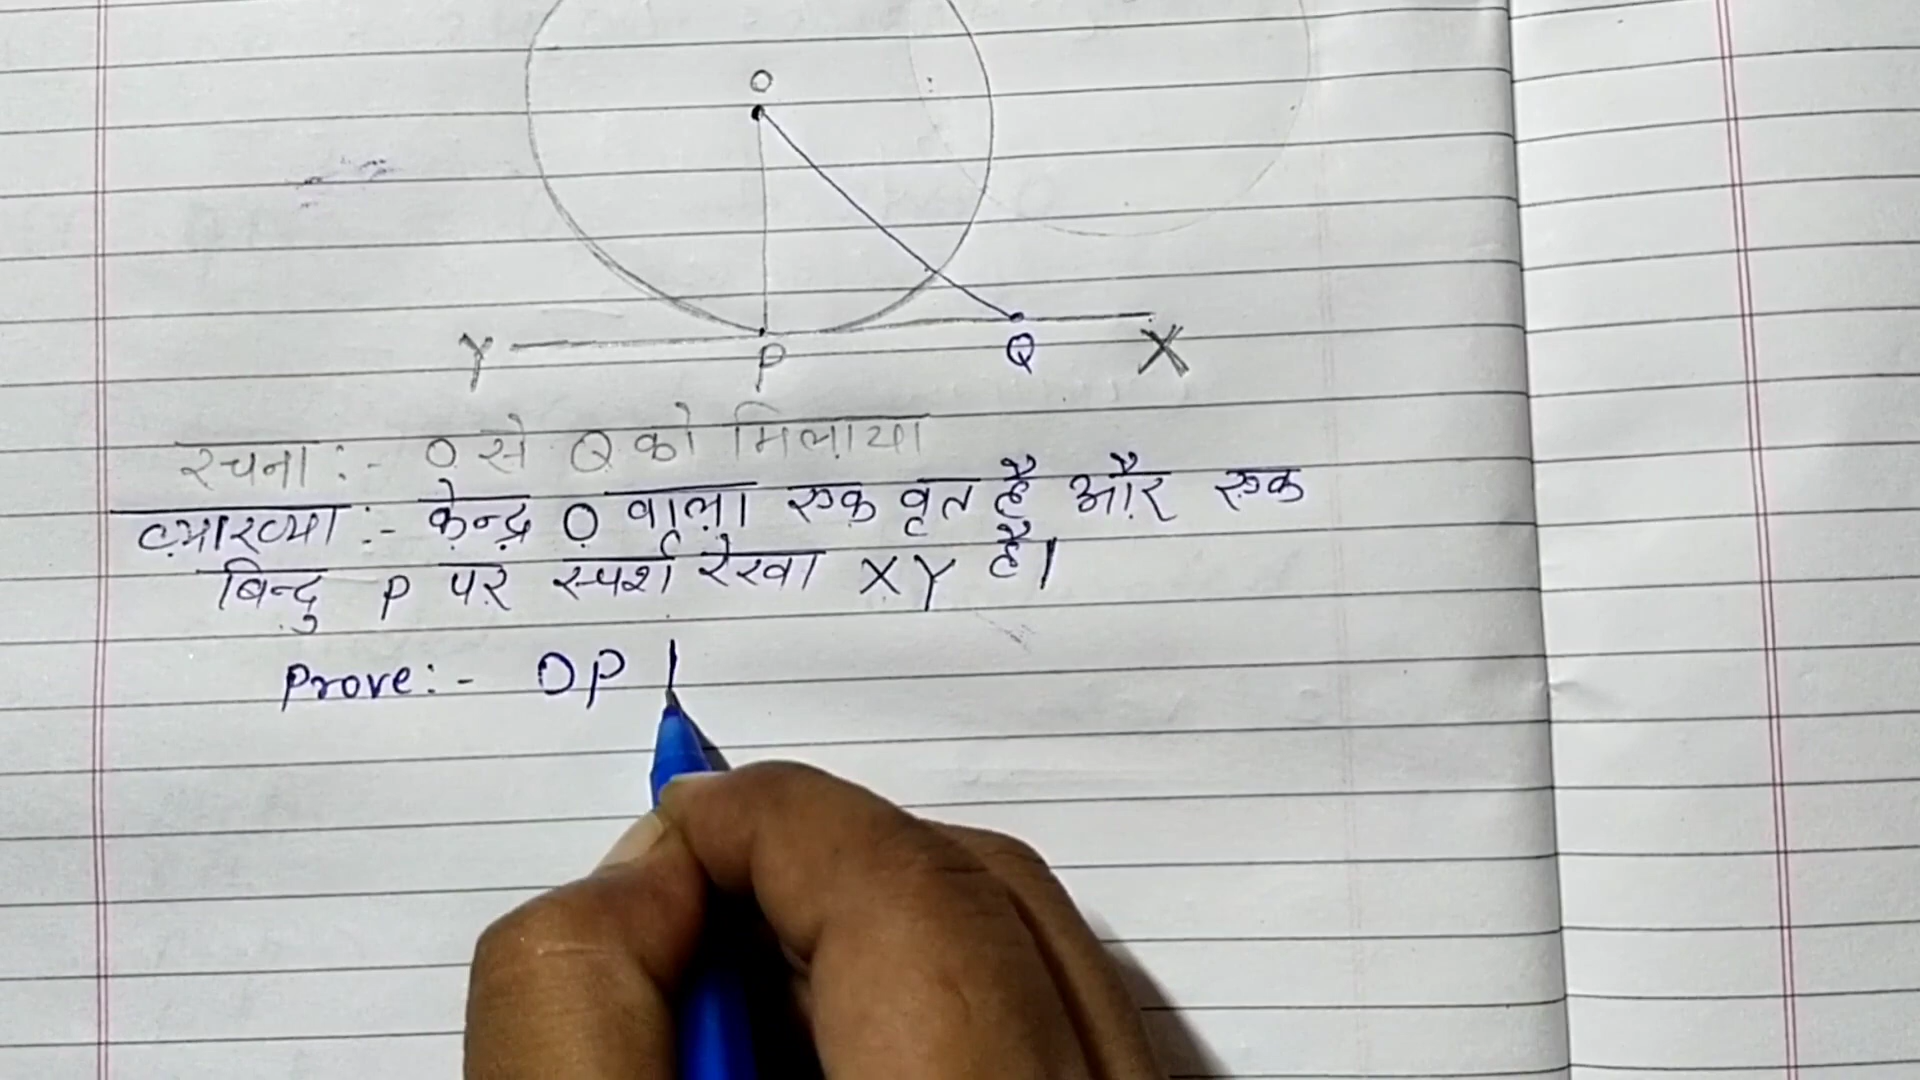 O
Y P Q X
रचना :- O से Q को मिलाया
व्याख्या :- केन्द्र O वाला एक वृत है और एक
बिन्दु P पर स्पर्श रेखा XY है।
Prove :- OP |